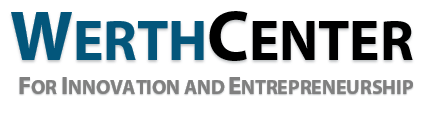 WERTHCENTER
FOR INNOVATION AND ENTREPRENEURSHIP